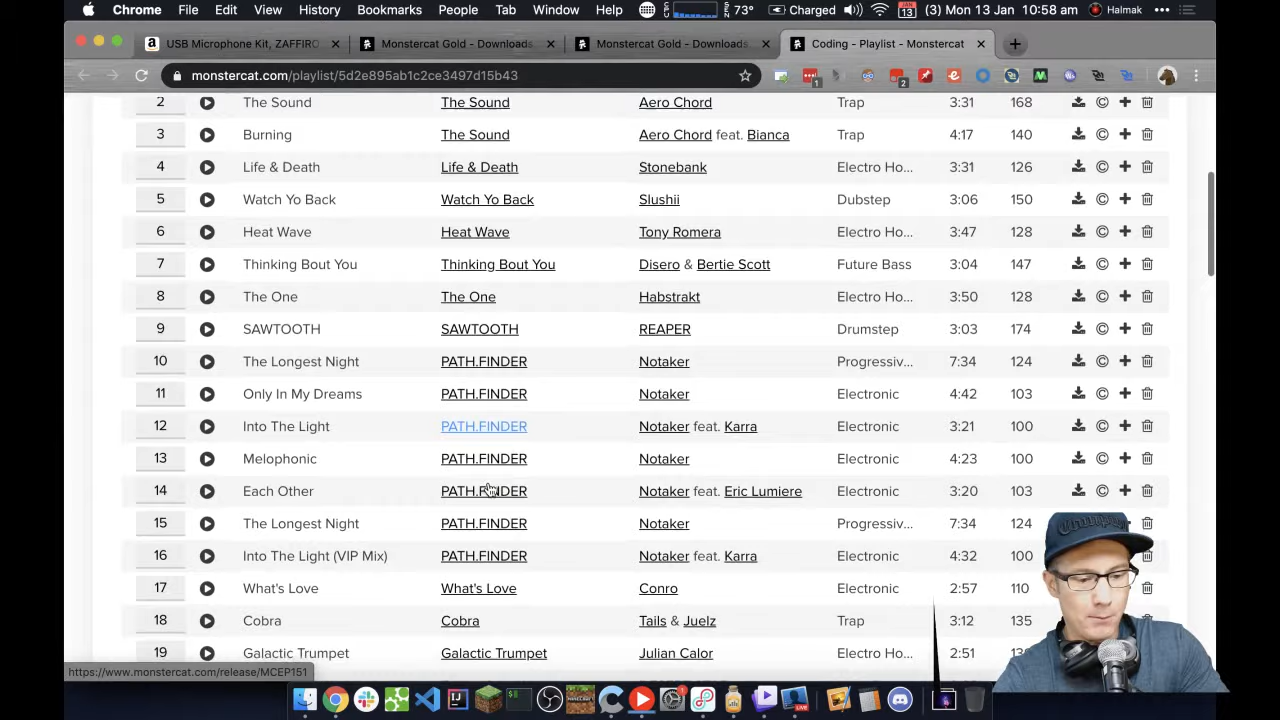 Chrome File Edit View History Bookmarks People Tab Window Help 73° Charged 13 (3) Mon 13 Jan 10:58 am Halmak
USB Microphone Kit, ZAFFIRO Monstercat Gold - Downloads Monstercat Gold - Downloads Coding - Playlist - Monstercat
monstercat.com/playlist/5d2e895ab1c2ce3497d15b43
2 The Sound The Sound Aero Chord Trap 3:31 168
3 Burning The Sound Aero Chord feat. Bianca Trap 4:17 140
4 Life & Death Life & Death Stonebank Electro Ho... 3:31 126
5 Watch Yo Back Watch Yo Back Slushii Dubstep 3:06 150
6 Heat Wave Heat Wave Tony Romera Electro Ho... 3:47 128
7 Thinking Bout You Thinking Bout You Disero & Bertie Scott Future Bass 3:04 147
8 The One The One Habstrakt Electro Ho... 3:50 128
9 SAWTOOTH SAWTOOTH REAPER Drumstep 3:03 174
10 The Longest Night PATH.FINDER Notaker Progressiv... 7:34 124
11 Only In My Dreams PATH.FINDER Notaker Electronic 4:42 103
12 Into The Light PATH.FINDER Notaker feat. Karra Electronic 3:21 100
13 Melophonic PATH.FINDER Notaker Electronic 4:23 100
14 Each Other PATH.FINDER Notaker feat. Eric Lumiere Electronic 3:20 103
15 The Longest Night PATH.FINDER Notaker Progressiv... 7:34 124
16 Into The Light (VIP Mix) PATH.FINDER Notaker feat. Karra Electronic 4:32 100
17 What's Love What's Love Conro Electronic 2:57 110
18 Cobra Cobra Tails & Juelz Trap 3:12 135
19 Galactic Trumpet Galactic Trumpet Julian Calor Electro Ho... 2:51
https://www.monstercat.com/release/MCEP151